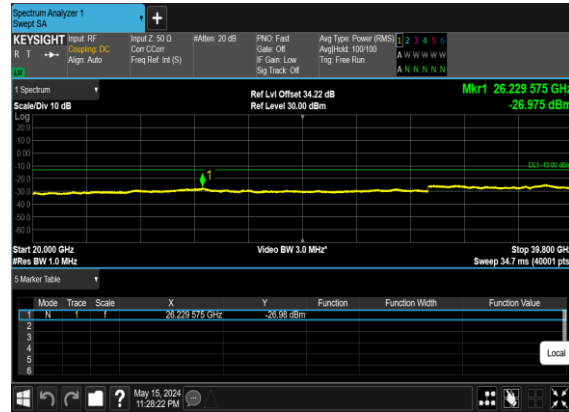 Spectrum Analyzer 1
Swept SA
+
KEYSIGHT Input: RF Input Z: 50 Ω #Atten: 20 dB PNO: Fast Avg Type: Power (RMS) 1 2 3 4 5 6
R T Coupling: DC Corr CCorr Gate: Off Avg|Hold: 100/100 A W W W W W
Align: Auto Freq Ref: Int (S) IF Gain: Low Trig: Free Run
Sig Track: Off A N N N N N
1 Spectrum Ref Lvl Offset 34.22 dB Mkr1 26.229 575 GHz
Scale/Div 10 dB Ref Level 30.00 dBm -26.975 dBm
Log
20.0
10.0
0.00
-10.0
DL1 -13.00 dBm
1
-20.0
-30.0
-40.0
-50.0
-60.0
Start 20.000 GHz Video BW 3.0 MHz* Stop 39.800 GHz
#Res BW 1.0 MHz Sweep 34.7 ms (40001 pts)
5 Marker Table
Mode Trace Scale X Y Function Function Width Function Value
1 N 1 f 26.229 575 GHz -26.98 dBm
2
3
4
5
6
Local
? May 15, 2024
11:28:22 PM